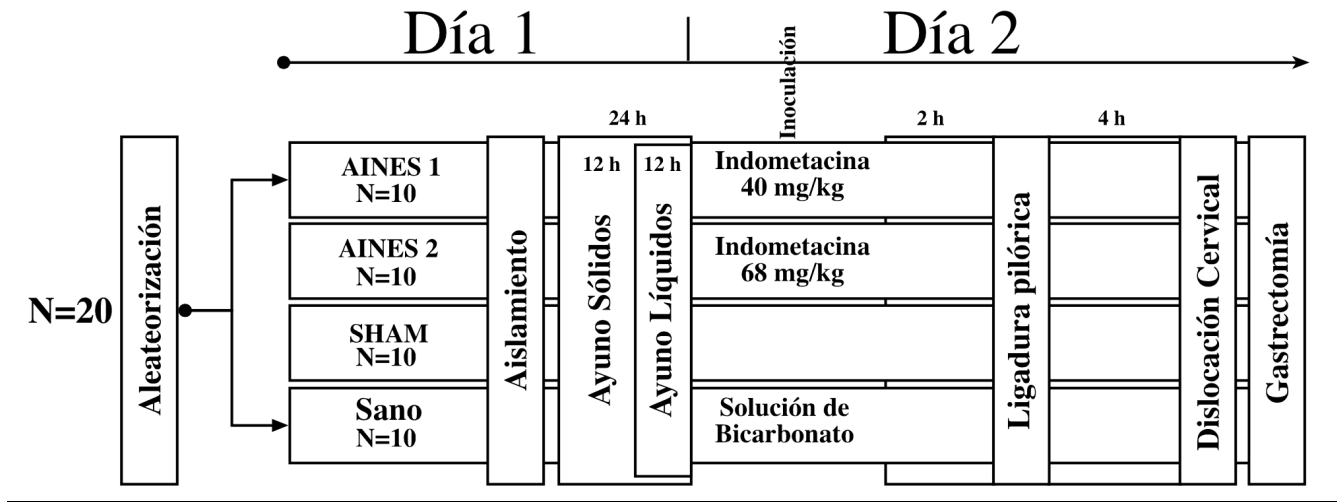 Día 1
Día 2
Inoculación
24 h
2 h
4 h
12 h
12 h
N=20
Aleateorización
AINES 1
N=10
AINES 2
N=10
SHAM
N=10
Sano
N=10
Aislamiento
Ayuno Sólidos
Ayuno Líquidos
Indometacina
40 mg/kg
Indometacina
68 mg/kg
Solución de
Bicarbonato
Ligadura pilórica
Dislocación Cervical
Gastrectomía